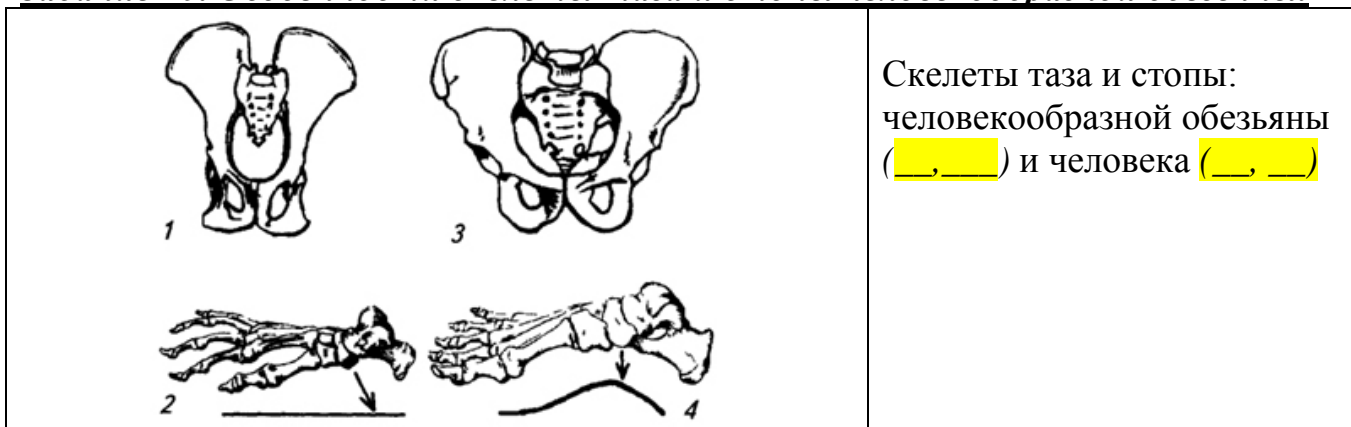 Скелеты таза и стопы:
человекообразной обезьяны
(__,___) и человека (__, __)
1
3
2
4